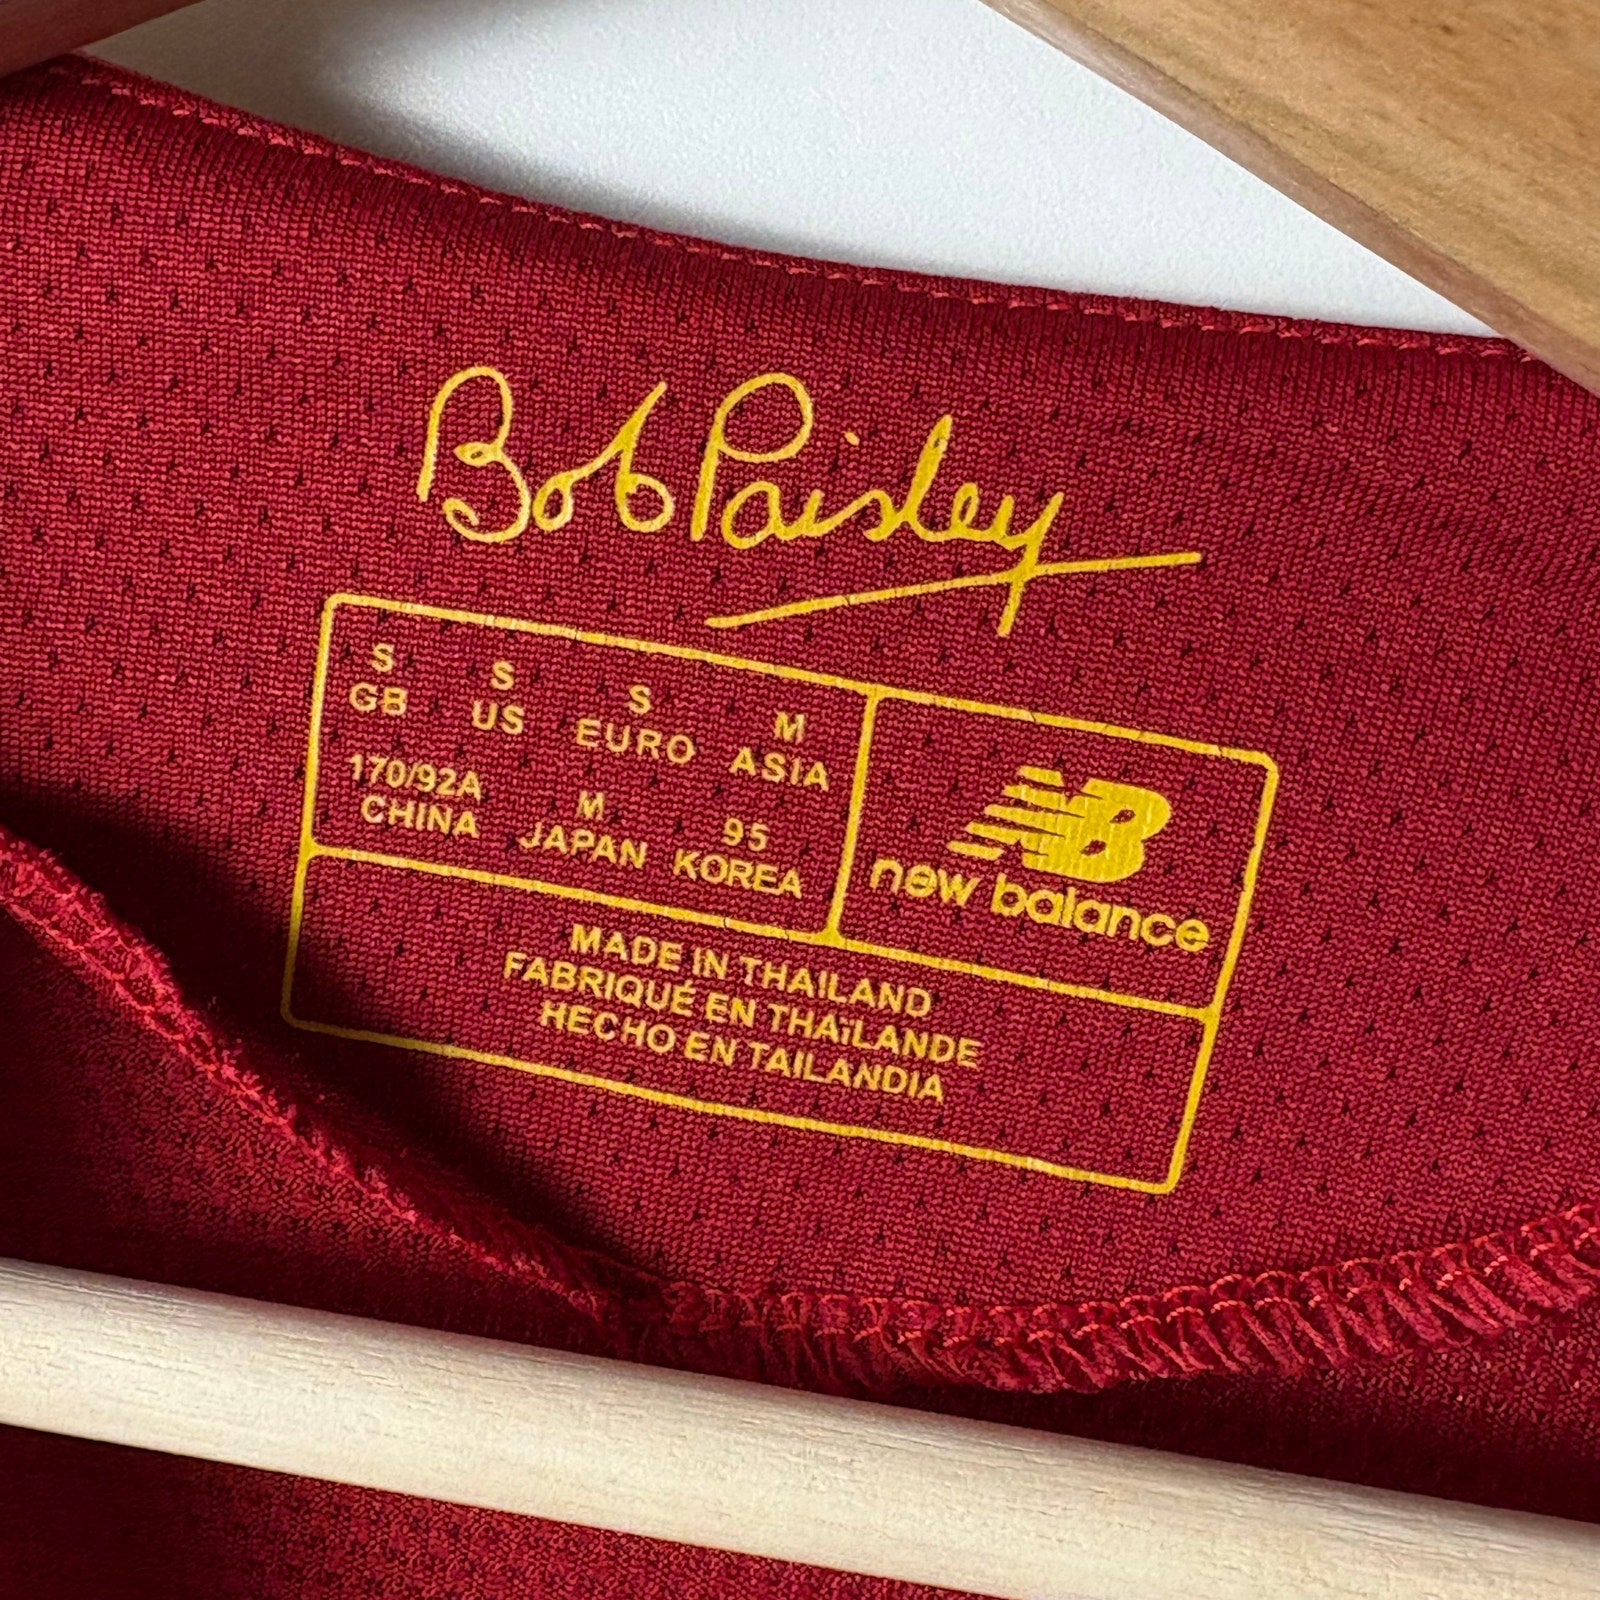 Bob Paisley
S S S M
GB US EURO ASIA
170/92A M 95
CHINA JAPAN KOREA
NB
new balance
MADE IN THAILAND
FABRIQUÉ EN THAïLANDE
HECHO EN TAILANDIA